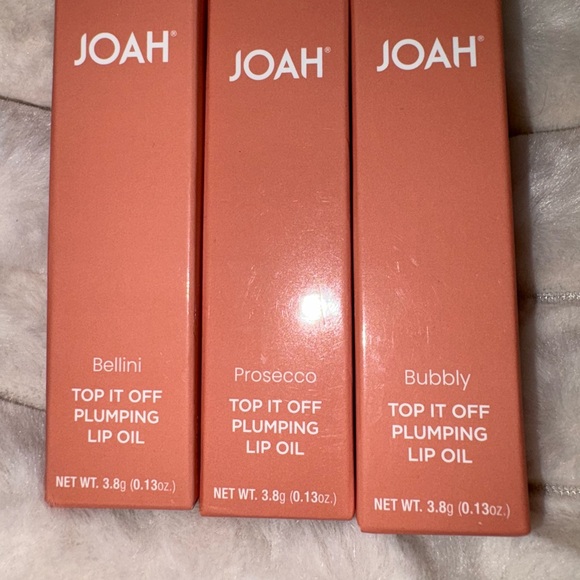 JOAH®
Bellini
TOP IT OFF
PLUMPING
LIP OIL
NET WT. 3.8g (0.13oz.)
JOAH®
Prosecco
TOP IT OFF
PLUMPING
LIP OIL
NET WT. 3.8g (0.13oz.)
JOAH®
Bubbly
TOP IT OFF
PLUMPING
LIP OIL
NET WT. 3.8g (0.13oz.)